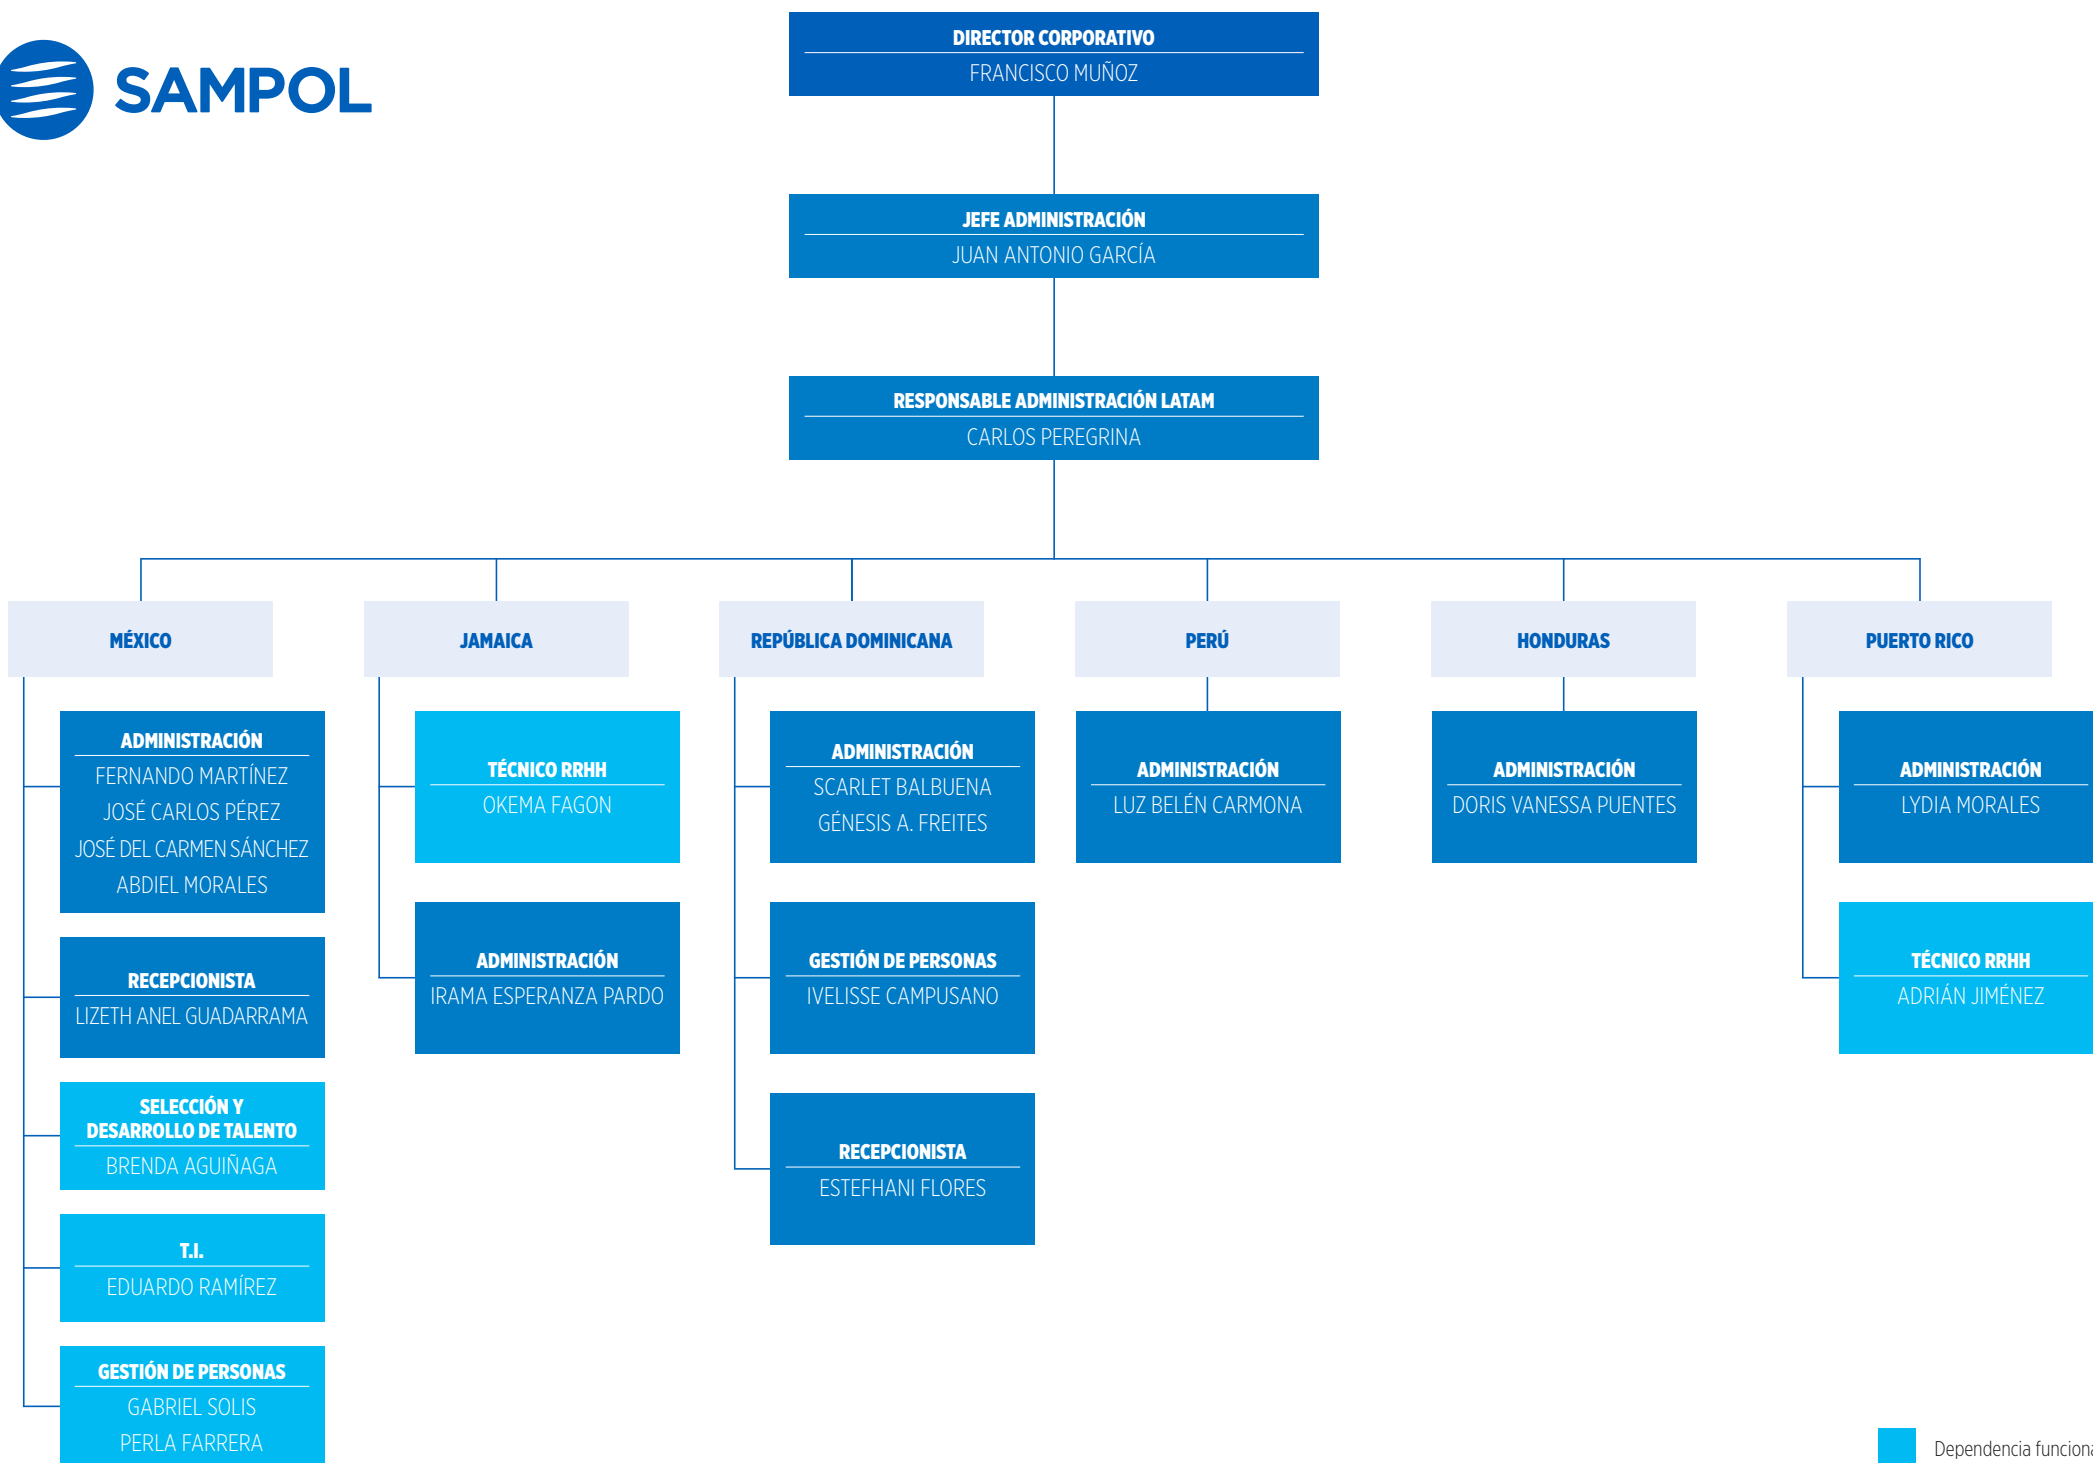 SAMPOL
DIRECTOR CORPORATIVO
FRANCISCO MUÑOZ
JEFE ADMINISTRACIÓN
JUAN ANTONIO GARCÍA
RESPONSABLE ADMINISTRACIÓN LATAM
CARLOS PEREGRINA
MÉXICO
ADMINISTRACIÓN
FERNANDO MARTÍNEZ
JOSÉ CARLOS PÉREZ
JOSÉ DEL CARMEN SÁNCHEZ
ABDIEL MORALES
RECEPCIONISTA
LIZETH ANEL GUADARRAMA
SELECCIÓN Y
DESARROLLO DE TALENTO
BRENDA AGUIÑAGA
T.I.
EDUARDO RAMÍREZ
GESTIÓN DE PERSONAS
GABRIEL SOLIS
PERLA FARRERA
JAMAICA
TÉCNICO RRHH
OKEMA FAGON
ADMINISTRACIÓN
IRAMA ESPERANZA PARDO
REPÚBLICA DOMINICANA
ADMINISTRACIÓN
SCARLET BALBUENA
GÉNESIS A. FREITES
GESTIÓN DE PERSONAS
IVELISSE CAMPUSANO
RECEPCIONISTA
ESTEFHANI FLORES
PERÚ
ADMINISTRACIÓN
LUZ BELÉN CARMONA
HONDURAS
ADMINISTRACIÓN
DORIS VANESSA PUENTES
PUERTO RICO
ADMINISTRACIÓN
LYDIA MORALES
TÉCNICO RRHH
ADRIÁN JIMÉNEZ
Dependencia funciona